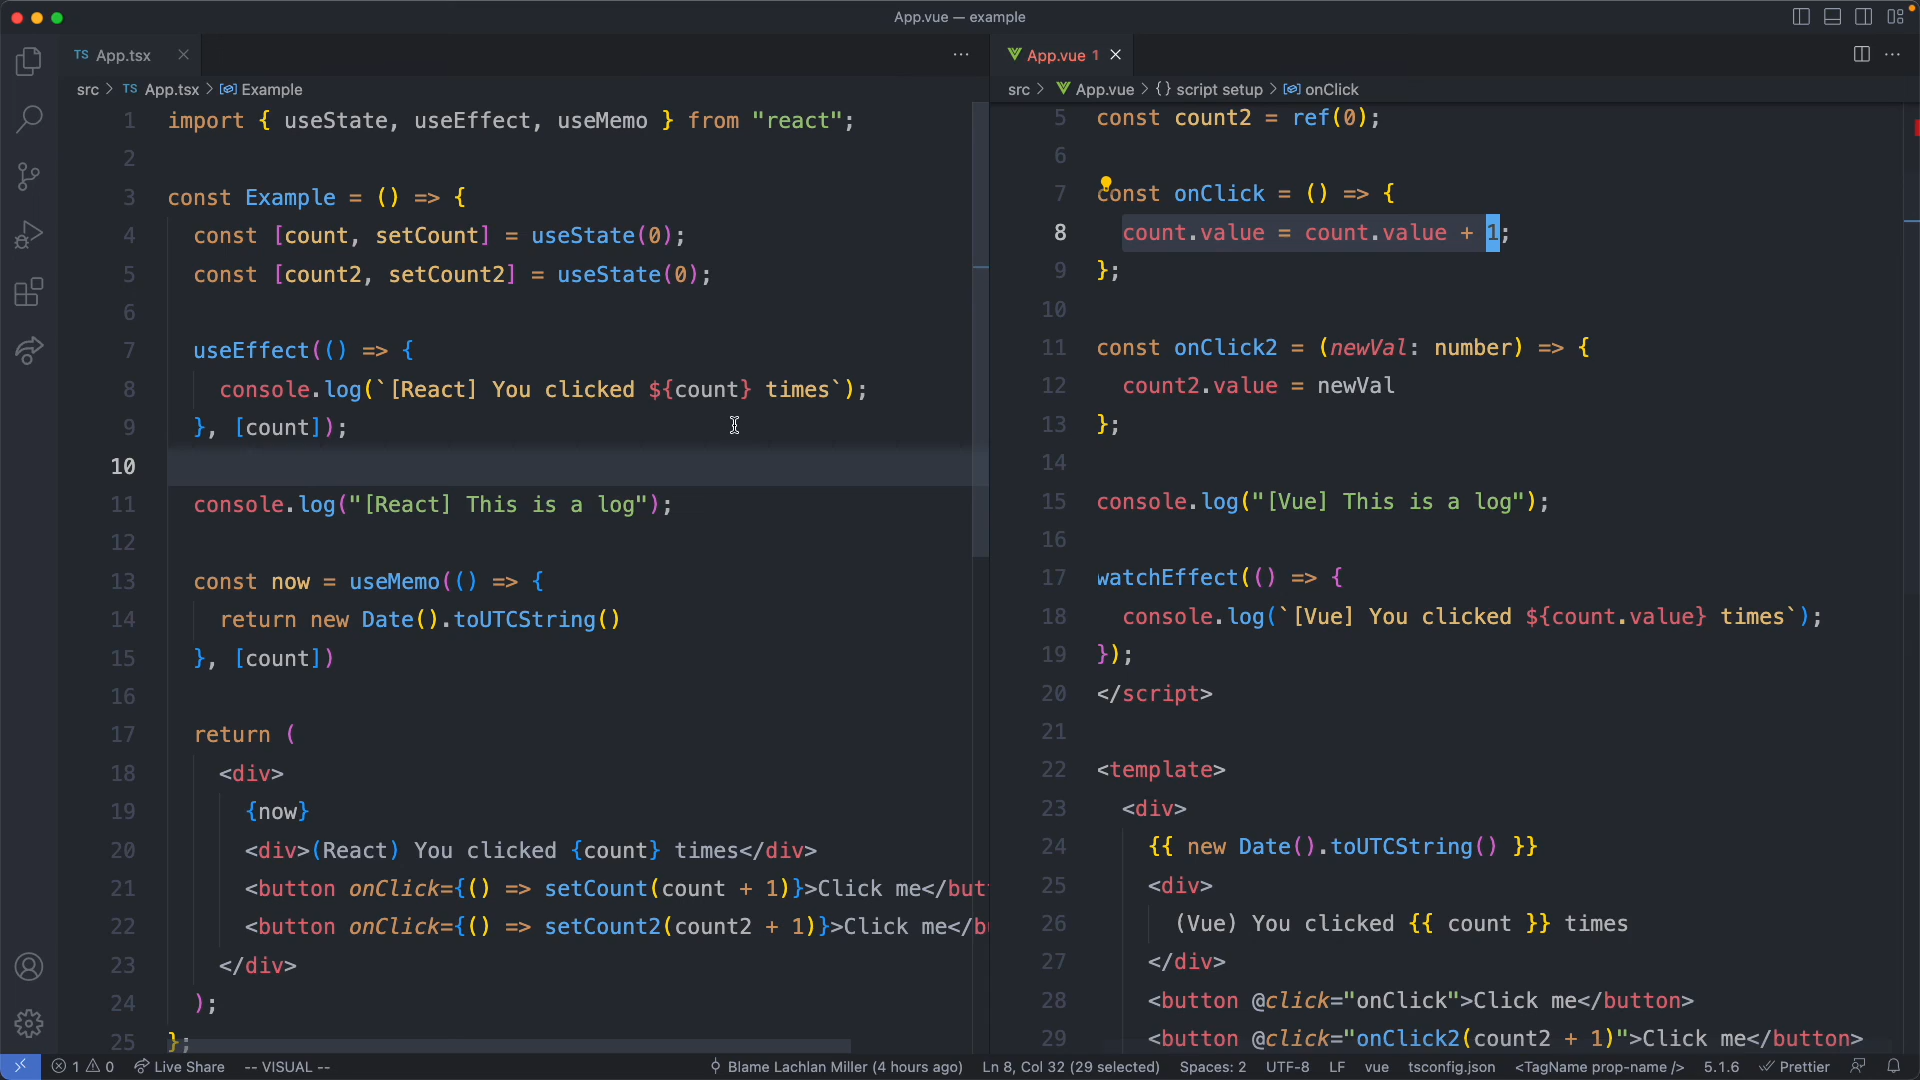 App.vue — example
TS App.tsx
src > TS App.tsx > Example
1 import { useState, useEffect, useMemo } from "react";
2
3 const Example = () => {
4 const [count, setCount] = useState(0);
5 const [count2, setCount2] = useState(0);
6
7 useEffect(() => {
8 console.log(`[React] You clicked ${count} times`);
9 }, [count]);
10
11 console.log("[React] This is a log");
12
13 const now = useMemo(() => {
14 return new Date().toUTCString()
15 }, [count])
16
17 return (
18 <div>
19 {now}
20 <div>(React) You clicked {count} times</div>
21 <button onClick={() => setCount(count + 1)}>Click me</but
22 <button onClick={() => setCount2(count2 + 1)}>Click me</b
23 </div>
24 );
25 };
App.vue 1
src > App.vue > {} script setup > onClick
5 const count2 = ref(0);
6
7 const onClick = () => {
8 count.value = count.value + 1;
9 };
10
11 const onClick2 = (newVal: number) => {
12 count2.value = newVal
13 };
14
15 console.log("[Vue] This is a log");
16
17 watchEffect(() => {
18 console.log(`[Vue] You clicked ${count.value} times`);
19 });
20 </script>
21
22 <template>
23 <div>
24 {{ new Date().toUTCString() }}
25 <div>
26 (Vue) You clicked {{ count }} times
27 </div>
28 <button @click="onClick">Click me</button>
29 <button @click="onClick2(count2 + 1)">Click me</button>
1 0 Live Share -- VISUAL -- Blame Lachlan Miller (4 hours ago) Ln 8, Col 32 (29 selected) Spaces: 2 UTF-8 LF vue tsconfig.json <TagName prop-name /> 5.1.6 Prettier